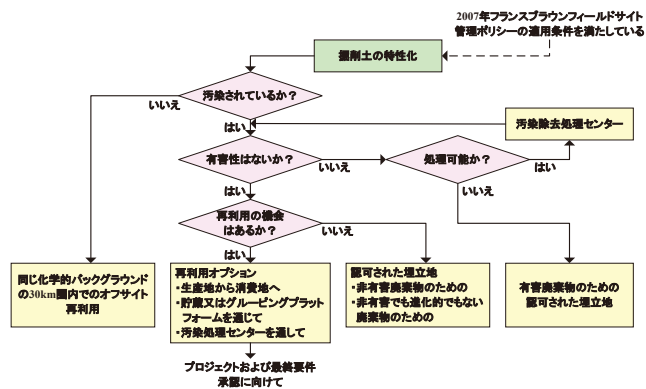 2007年フランスブラウンフィールドサイト
管理ポリシーの適用条件を満たしている
掘削土の特性化
汚染されているか？
いいえ
はい
汚染除去処理センター
有害性はないか？
いいえ
処理可能か？
はい
はい
いいえ
再利用の機会
はあるか？
いいえ
はい
同じ化学的バックグラウンド
の30km圏内でのオフサイト
再利用
再利用オプション
・生産地から消費地へ
・貯蔵又はグルーピングプラット
フォームを通じて
・汚染処理センターを通して
認可された埋立地
・非有害廃棄物のための
・非有害でも進化的でもない
廃棄物のための
有害廃棄物のための
認可された埋立地
プロジェクトおよび最終要件
承認に向けて